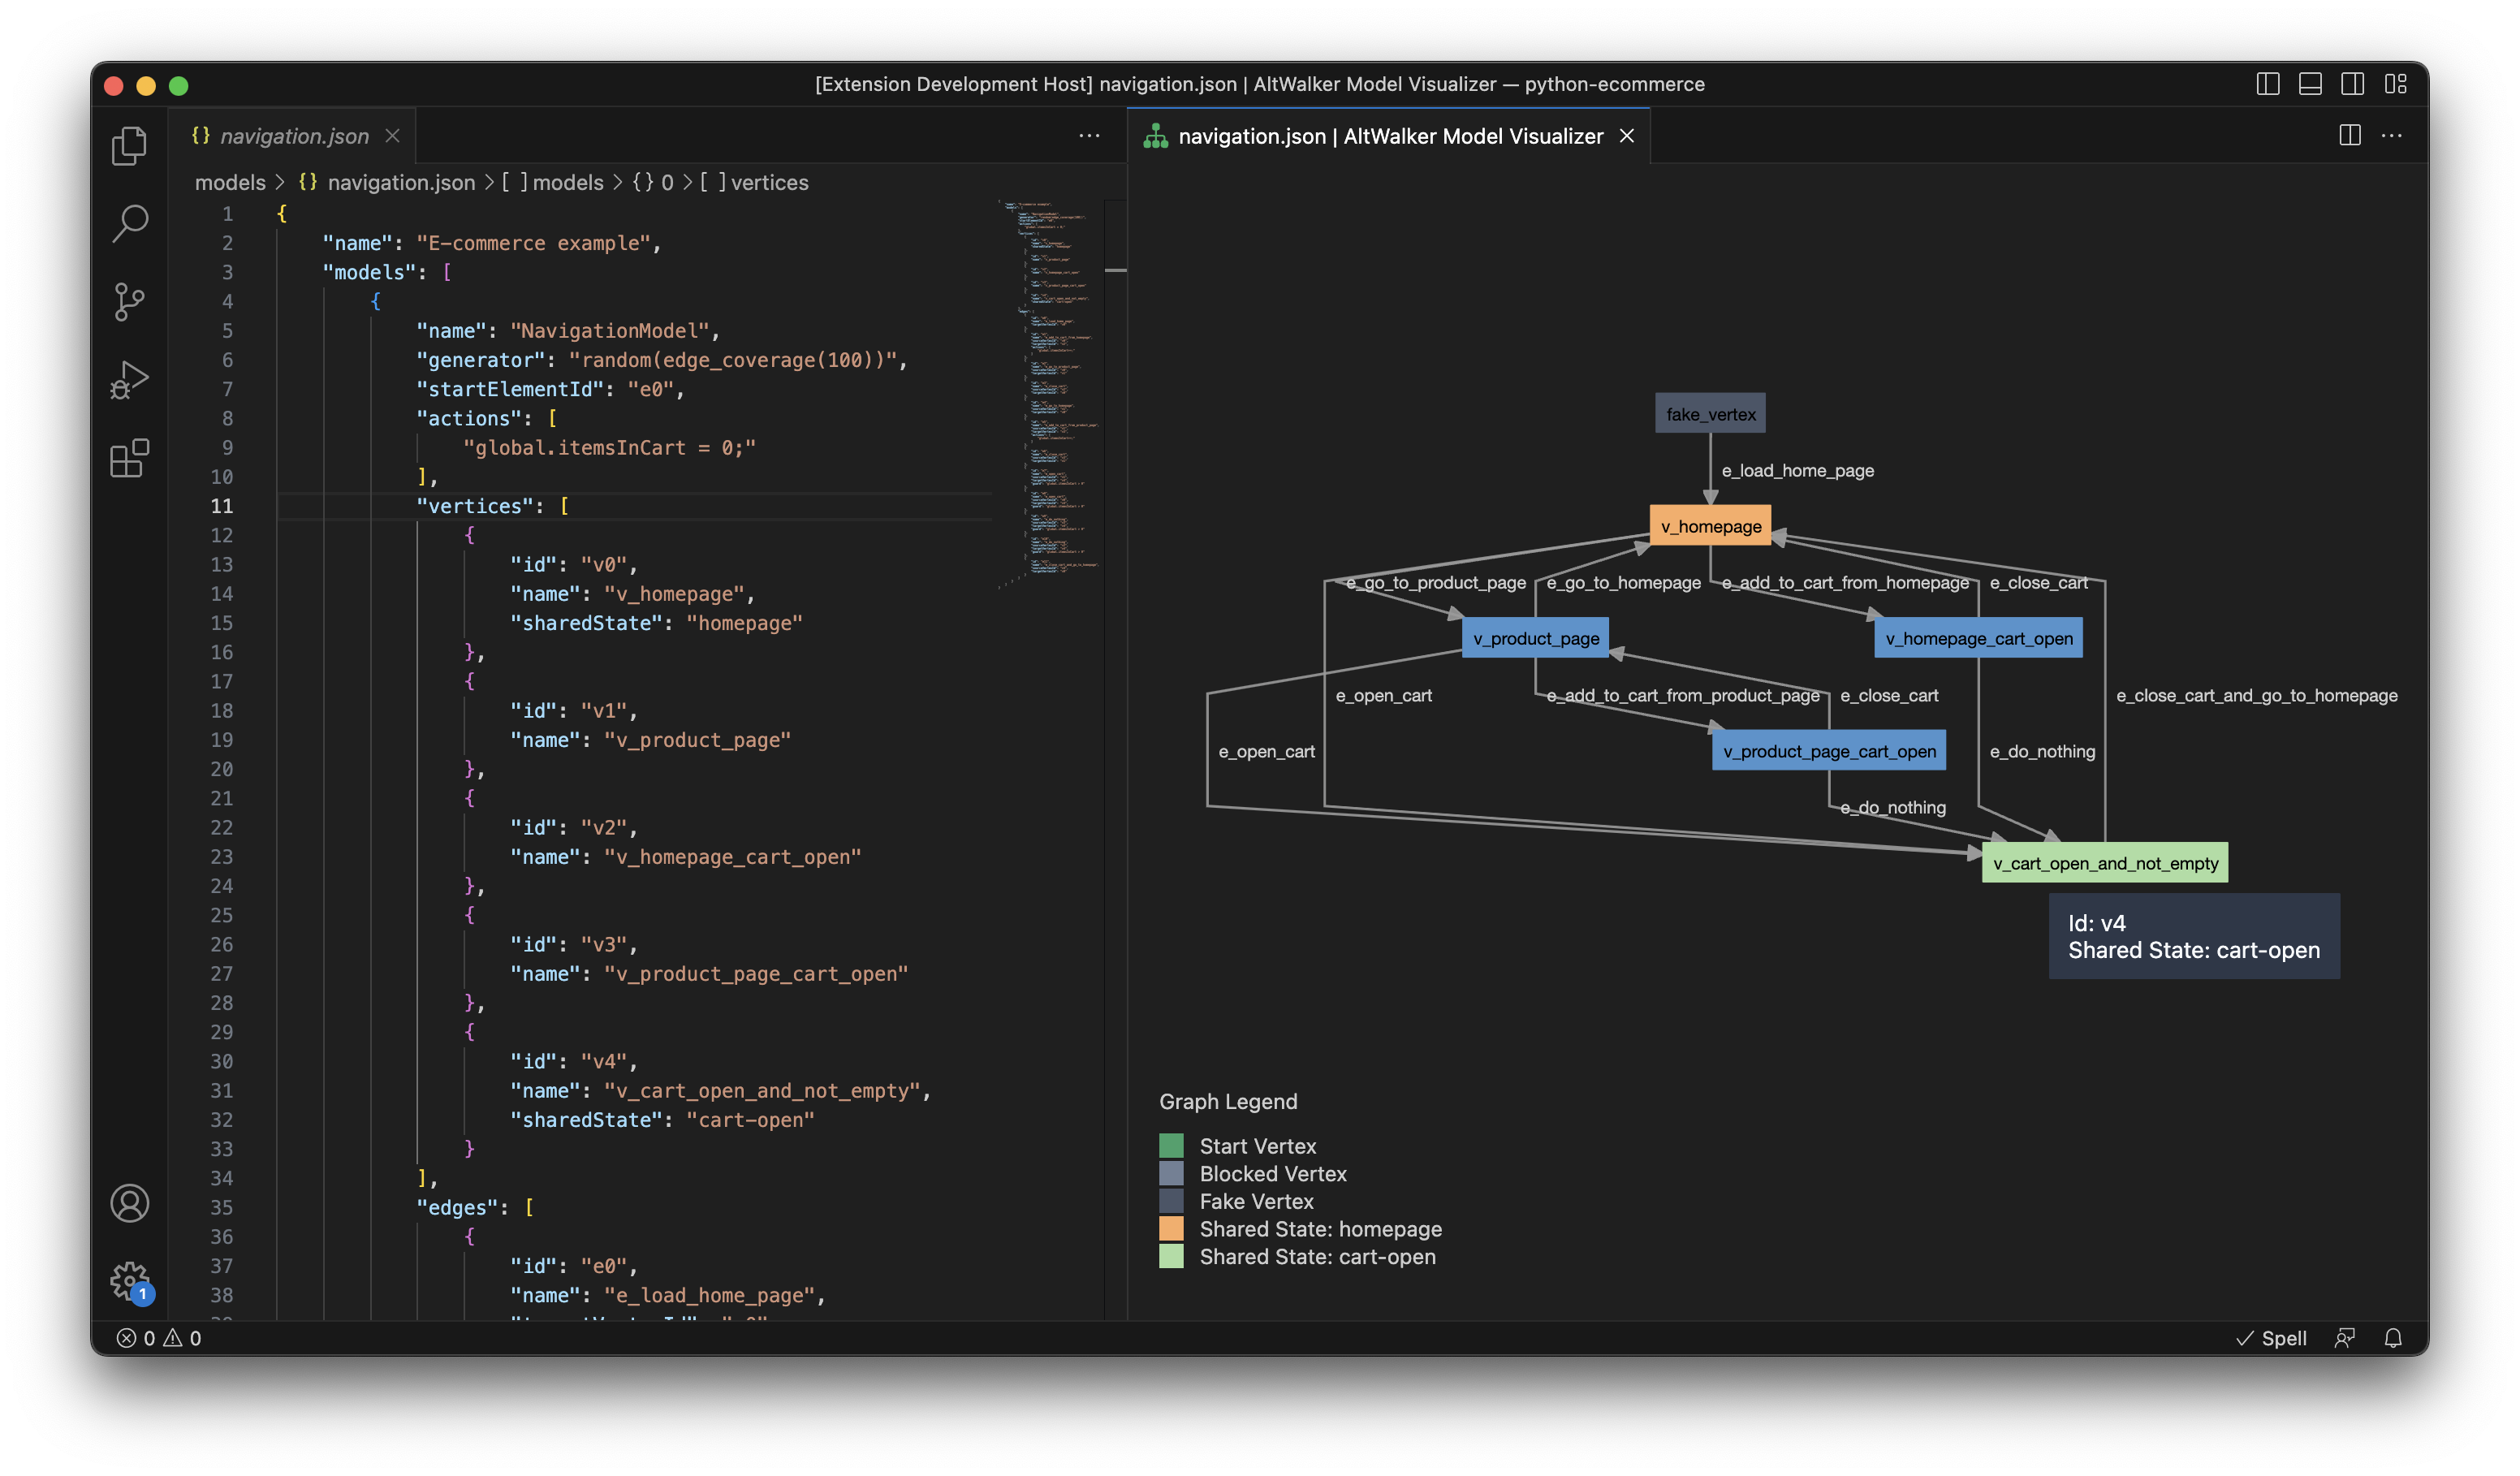 [Extension Development Host] navigation.json | AltWalker Model Visualizer — python-ecommerce
{} navigation.json
navigation.json | AltWalker Model Visualizer
models > {} navigation.json > [ ] models > {} 0 > [ ] vertices
1 {
2 "name": "E-commerce example",
3 "models": [
4 {
5 "name": "NavigationModel",
6 "generator": "random(edge_coverage(100))",
7 "startElementId": "e0",
8 "actions": [
9 "global.itemsInCart = 0;"
10 ],
11 "vertices": [
12 {
13 "id": "v0",
14 "name": "v_homepage",
15 "sharedState": "homepage"
16 },
17 {
18 "id": "v1",
19 "name": "v_product_page"
20 },
21 {
22 "id": "v2",
23 "name": "v_homepage_cart_open"
24 },
25 {
26 "id": "v3",
27 "name": "v_product_page_cart_open"
28 },
29 {
30 "id": "v4",
31 "name": "v_cart_open_and_not_empty",
32 "sharedState": "cart-open"
33 }
34 ],
35 "edges": [
36 {
37 "id": "e0",
38 "name": "e_load_home_page",
fake_vertex
e_load_home_page
v_homepage
e_go_to_product_page
e_go_to_homepage
e_add_to_cart_from_homepage
e_close_cart
v_product_page
v_homepage_cart_open
e_open_cart
e_add_to_cart_from_product_page
e_close_cart
e_close_cart_and_go_to_homepage
e_open_cart
v_product_page_cart_open
e_do_nothing
e_do_nothing
v_cart_open_and_not_empty
Id: v4
Shared State: cart-open
Graph Legend
Start Vertex
Blocked Vertex
Fake Vertex
Shared State: homepage
Shared State: cart-open
1
0 0
Spell